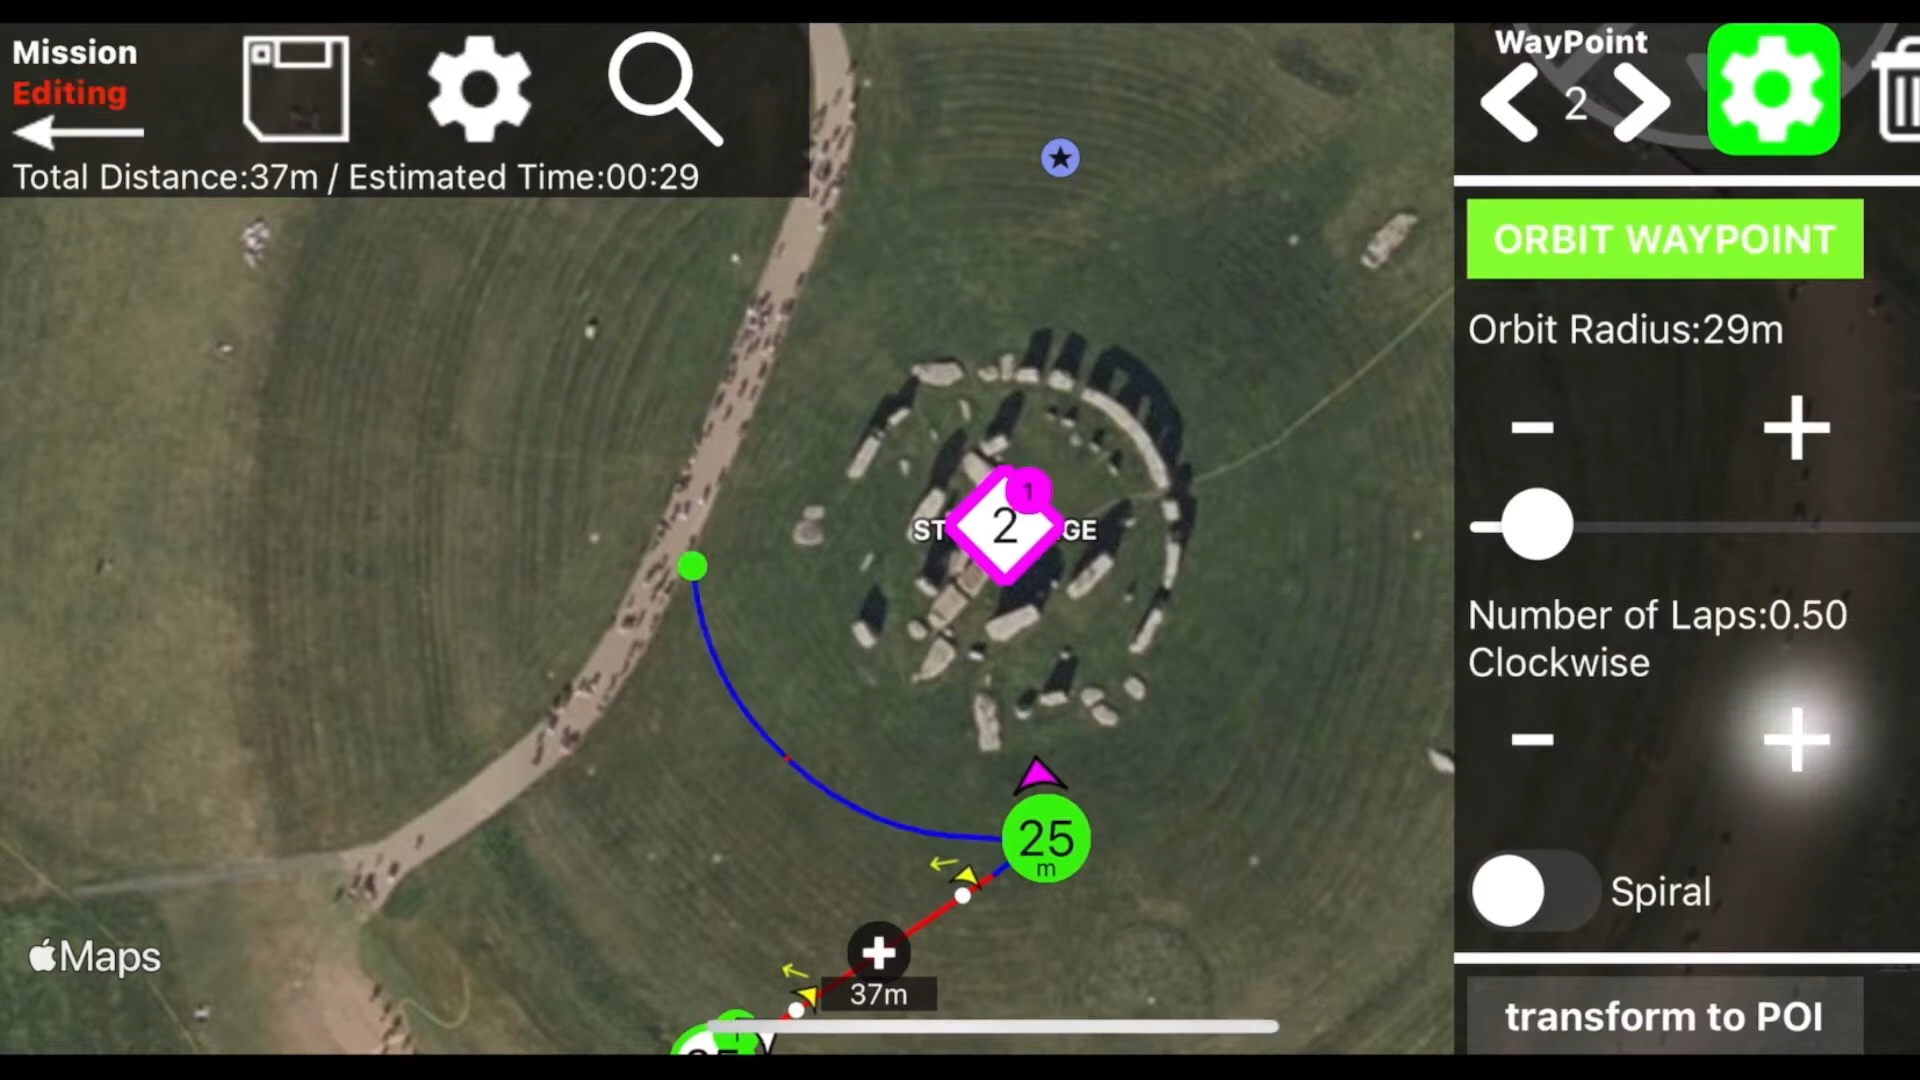 Mission
Editing
Total Distance:37m / Estimated Time:00:29
WayPoint
2
ORBIT WAYPOINT
Orbit Radius:29m
Number of Laps:0.50
Clockwise
Spiral
transform to POI
1
2
ST GE
25
m
37m
Maps